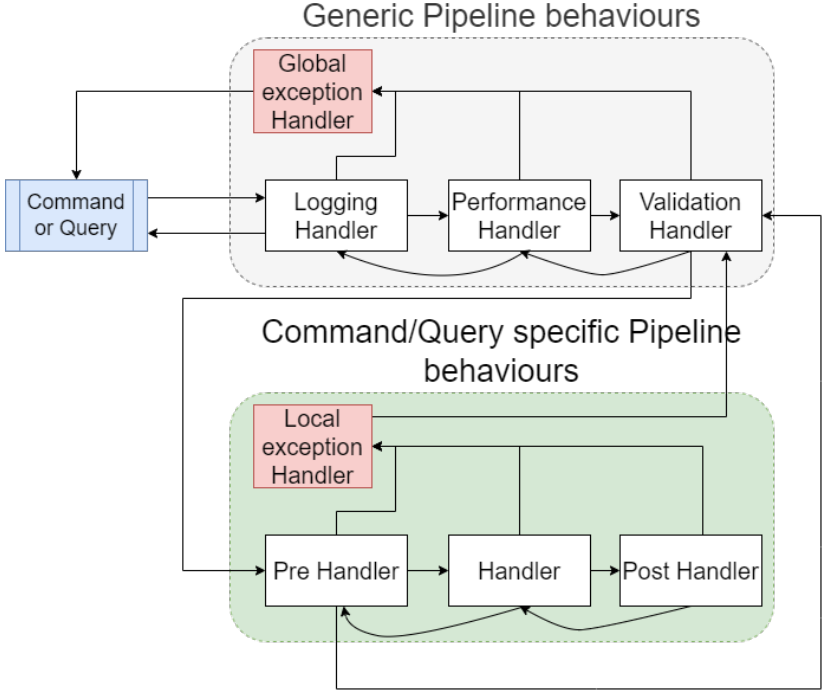 Generic Pipeline behaviours
Global
exception
Handler
Command
or Query
Logging
Handler
Performance
Handler
Validation
Handler
Command/Query specific Pipeline
behaviours
Local
exception
Handler
Pre Handler
Handler
Post Handler